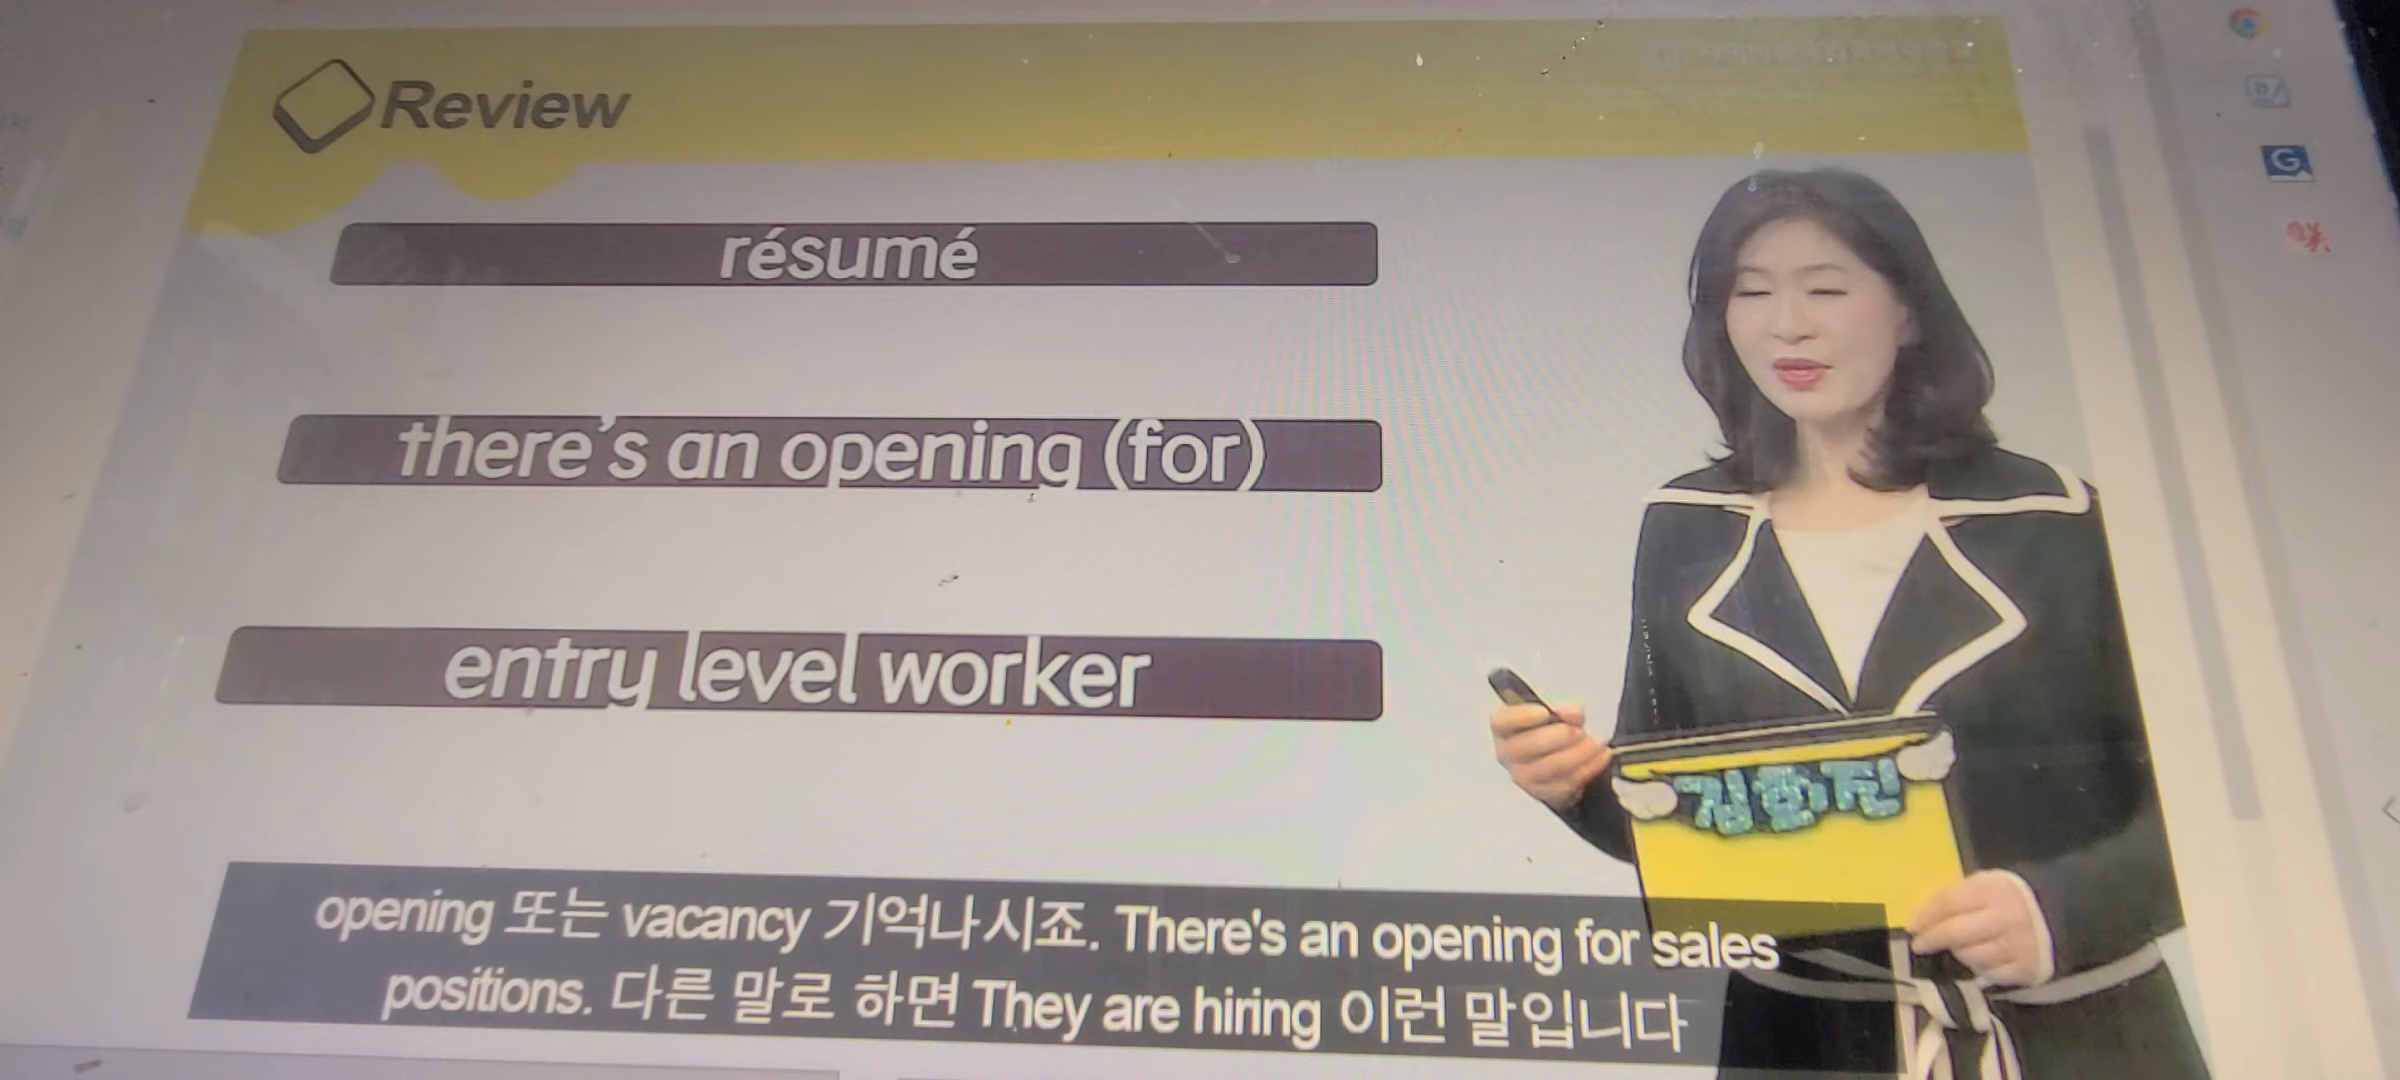 Review
résumé
there's an opening (for)
entry level worker
opening 또는 vacancy 기억나시죠. There's an opening for sales
positions. 다른 말로 하면 They are hiring 이런 말입니다